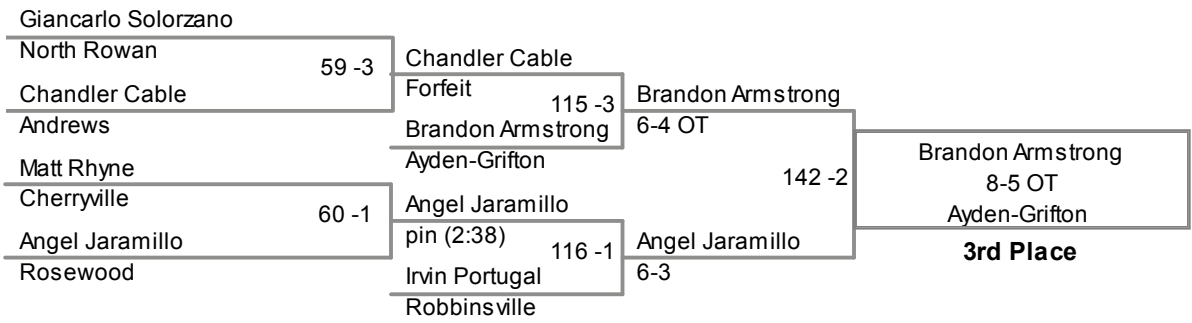 Giancarlo Solorzano
North Rowan
59 -3
Chandler Cable
Andrews
Matt Rhyne
Cherryville
60 -1
Angel Jaramillo
Rosewood
Chandler Cable
Forfeit
115 -3
Brandon Armstrong
Ayden-Grifton
Angel Jaramillo
pin (2:38)
116 -1
Irvin Portugal
Robbinsville
Brandon Armstrong
6-4 OT
142 -2
Angel Jaramillo
6-3
Brandon Armstrong
8-5 OT
Ayden-Grifton
3rd Place